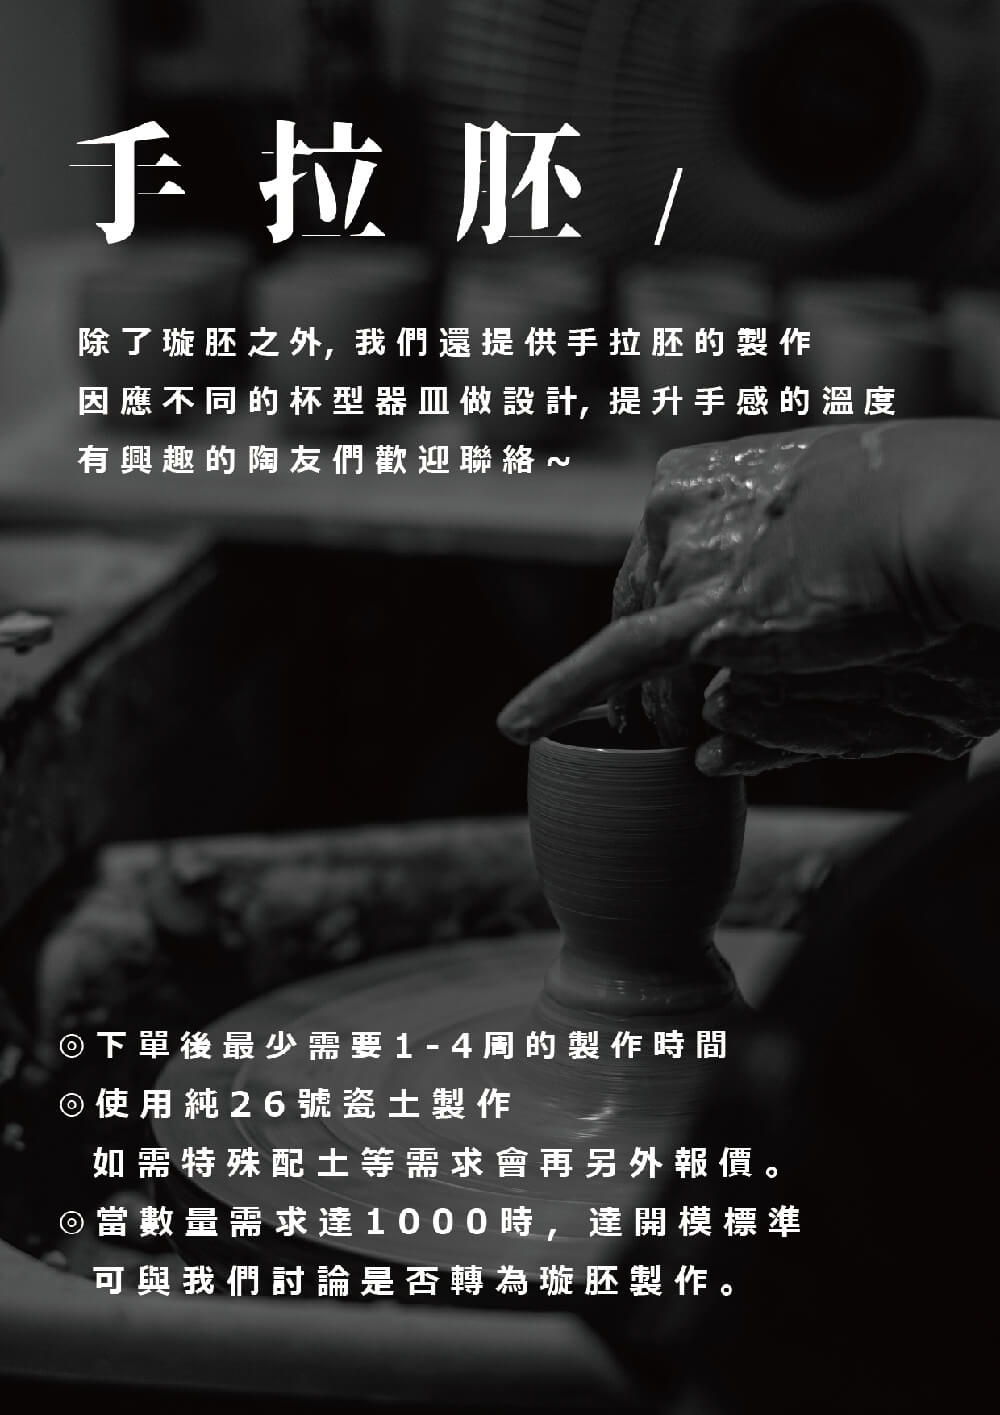 手拉胚/
除了璇胚之外, 我們還提供手拉胚的製作
因應不同的杯型器皿做設計, 提升手感的溫度
有興趣的陶友們歡迎聯絡~
◎下單後最少需要1-4周的製作時間
◎使用純26號瓷土製作
如需特殊配土等需求會再另外報價。
◎當數量需求達1000時, 達開模標準
可與我們討論是否轉為璇胚製作。